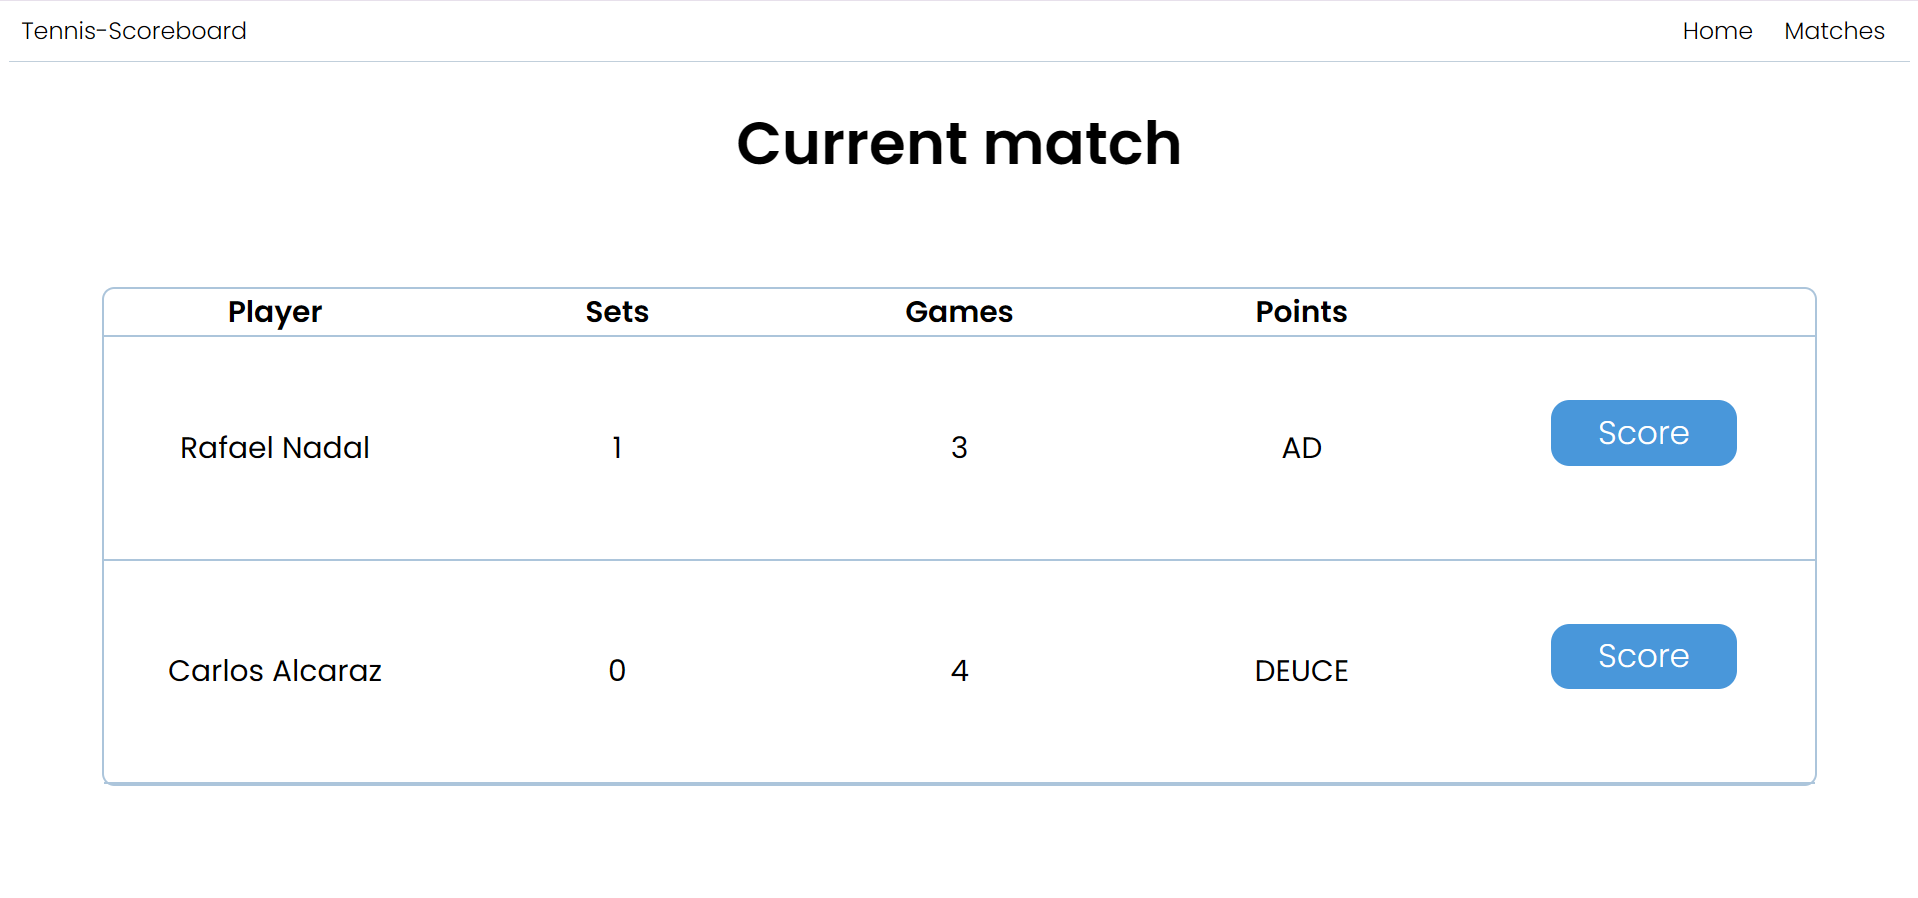 Tennis-Scoreboard Home Matches
Current match
Player Sets Games Points
Rafael Nadal 1 3 AD Score
Carlos Alcaraz 0 4 DEUCE Score